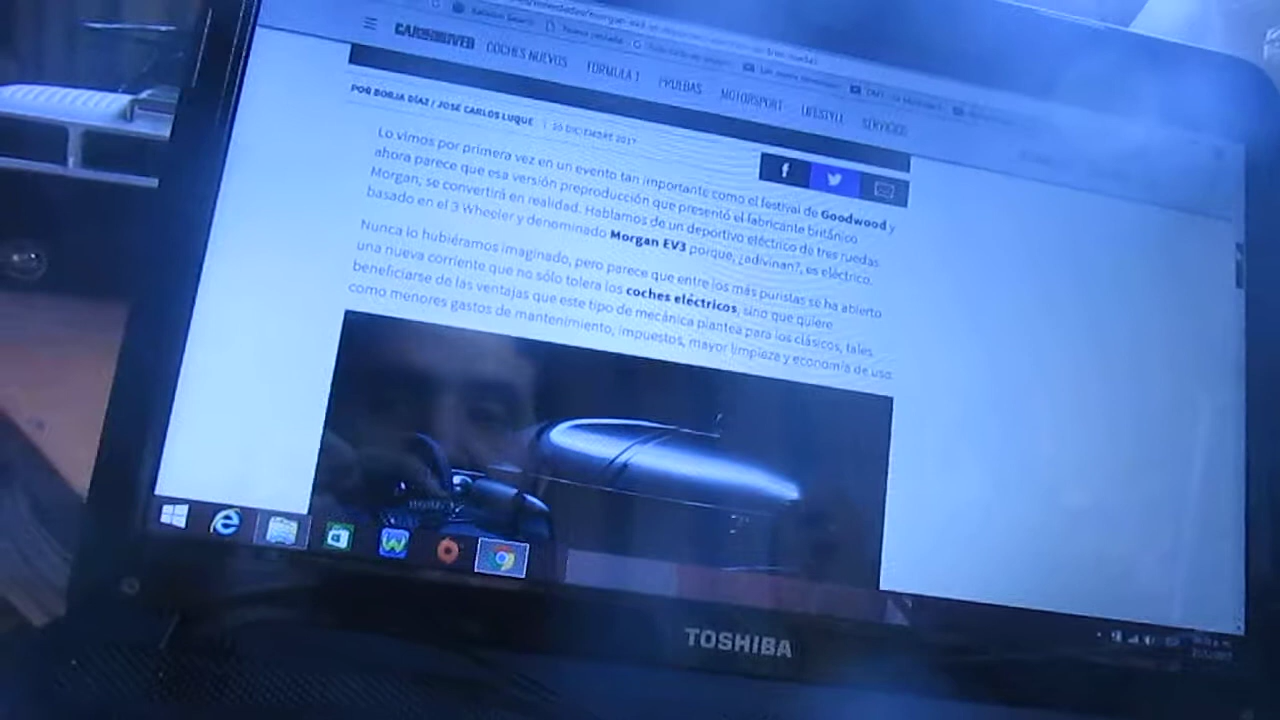 CAR AND DRIVER COCHES NUEVOS FÓRMULA 1 PRUEBAS MOTORSPORT LIFESTYLE SERVICIOS
POR BORJA DÍAZ / JOSÉ CARLOS LUQUE | 20 DICIEMBRE 2017
Lo vimos por primera vez en un evento tan importante como el festival de Goodwood y
ahora parece que esa versión preproducción que presentó el fabricante británico
Morgan, se convertirá en realidad. Hablamos de un deportivo eléctrico de tres ruedas
basado en el 3 Wheeler y denominado Morgan EV3 porque, ¿adivinan?, es eléctrico.
Nunca lo hubiéramos imaginado, pero parece que entre los más puristas se ha abierto
una nueva corriente que no sólo tolera los coches eléctricos, sino que quiere
beneficiarse de las ventajas que este tipo de mecánica plantea para los clásicos, tales
como menores gastos de mantenimiento, impuestos, mayor limpieza y economía de uso.
TOSHIBA